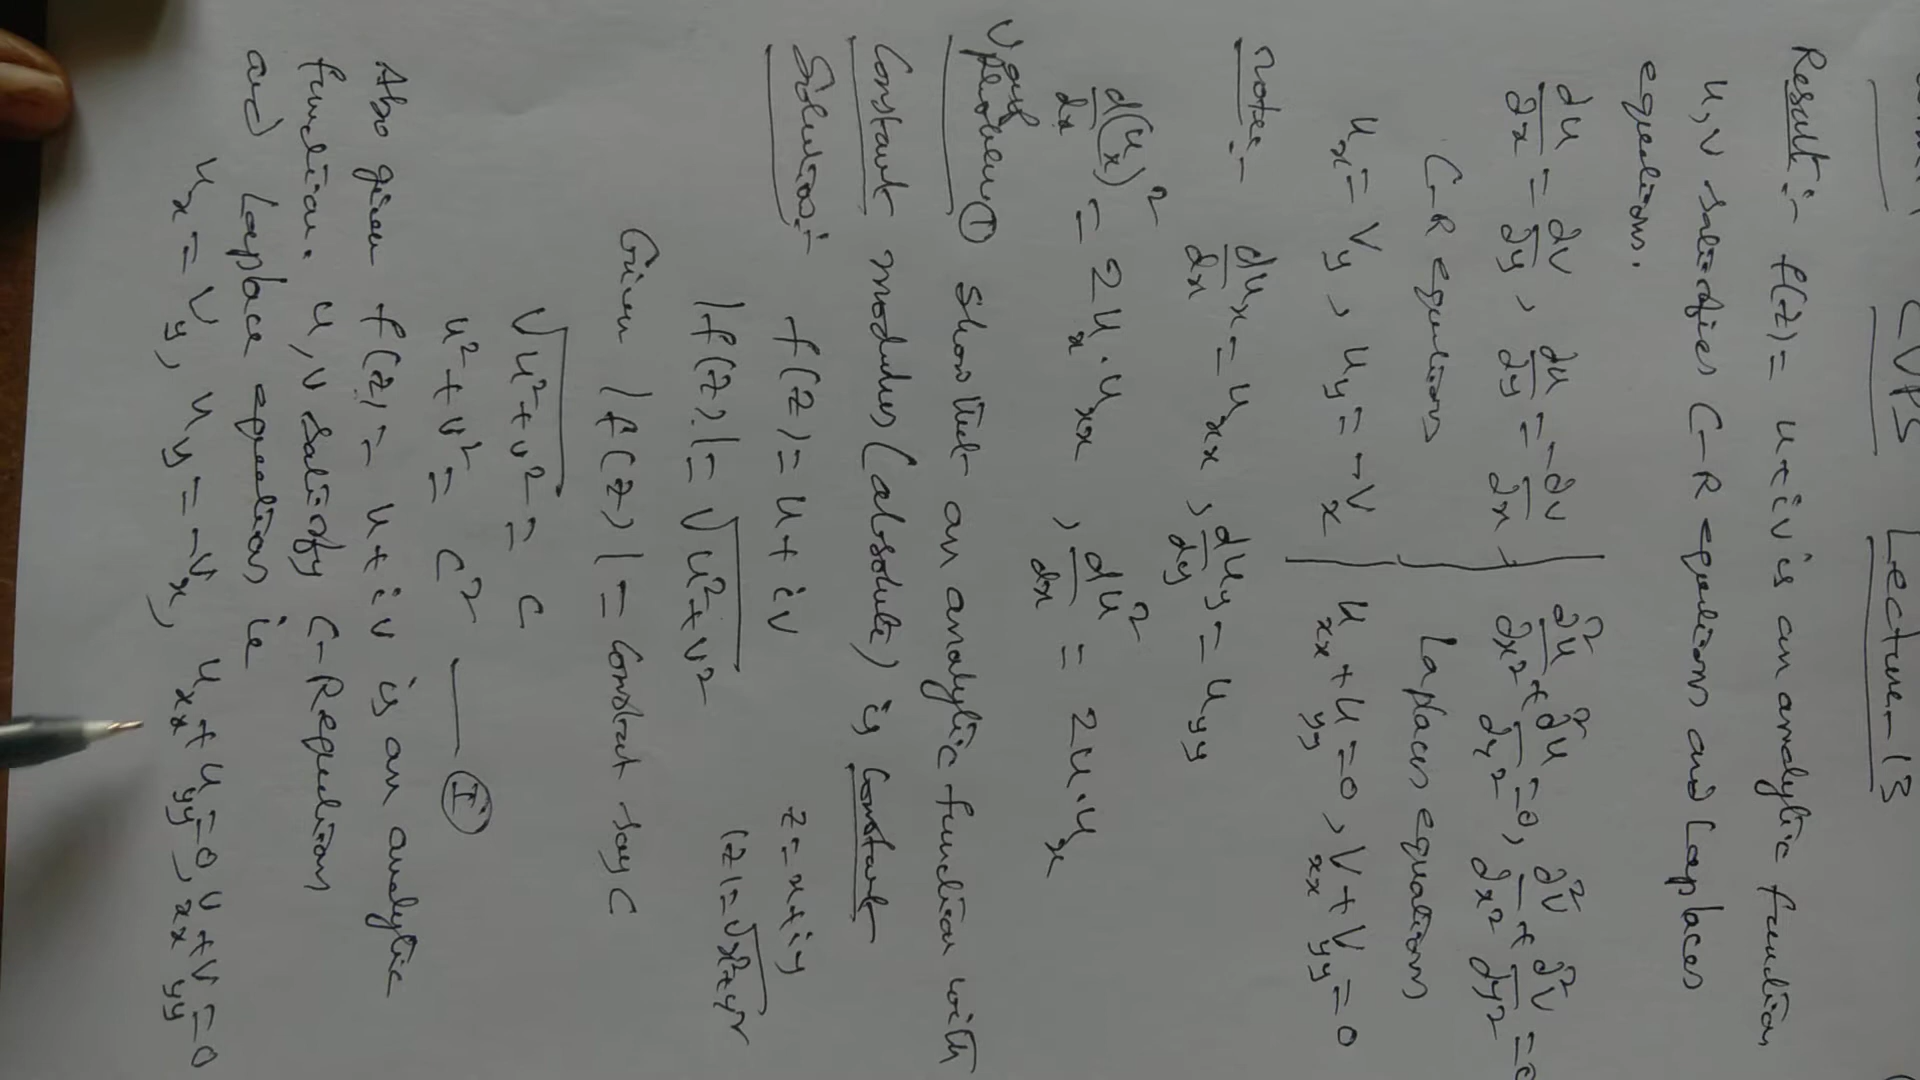 CVPS Lecture-13
Result:- f(z) = u+iv is an analytic function
u,v satisfies C-R equations and Laplaces
equations.
∂u/∂x = ∂v/∂y, ∂u/∂y = -∂v/∂x | ∂²u/∂x² + ∂²u/∂y² = 0, ∂²v/∂x² + ∂²v/∂y² = 0
C-R equations | Laplaces equations
u_x = V_y, u_y = -V_x | u_xx + u_yy = 0, V_xx + V_yy = 0
note:- du_x/dx = u_xx, du_y/dy = u_yy
d(u_x)²/dx = 2u_x·u_xx, du²/dx = 2u·u_x
Problem ① Show that an analytic function with
Constant modulus (absolute) is Constant
Solution:- f(z) = u+iv z = x+iy
|f(z)| = √u²+v² |z| = √x²+y²
Given |f(z)| = Constant say C
√u²+v² = C
u²+v² = C² — ①
Also given f(z) = u+iv is an analytic
function. u,v satisfy C-R equations
and Laplace equations ie
u_x = V_y, u_y = -V_x, u_xx + u_yy = 0, V_xx + V_yy = 0